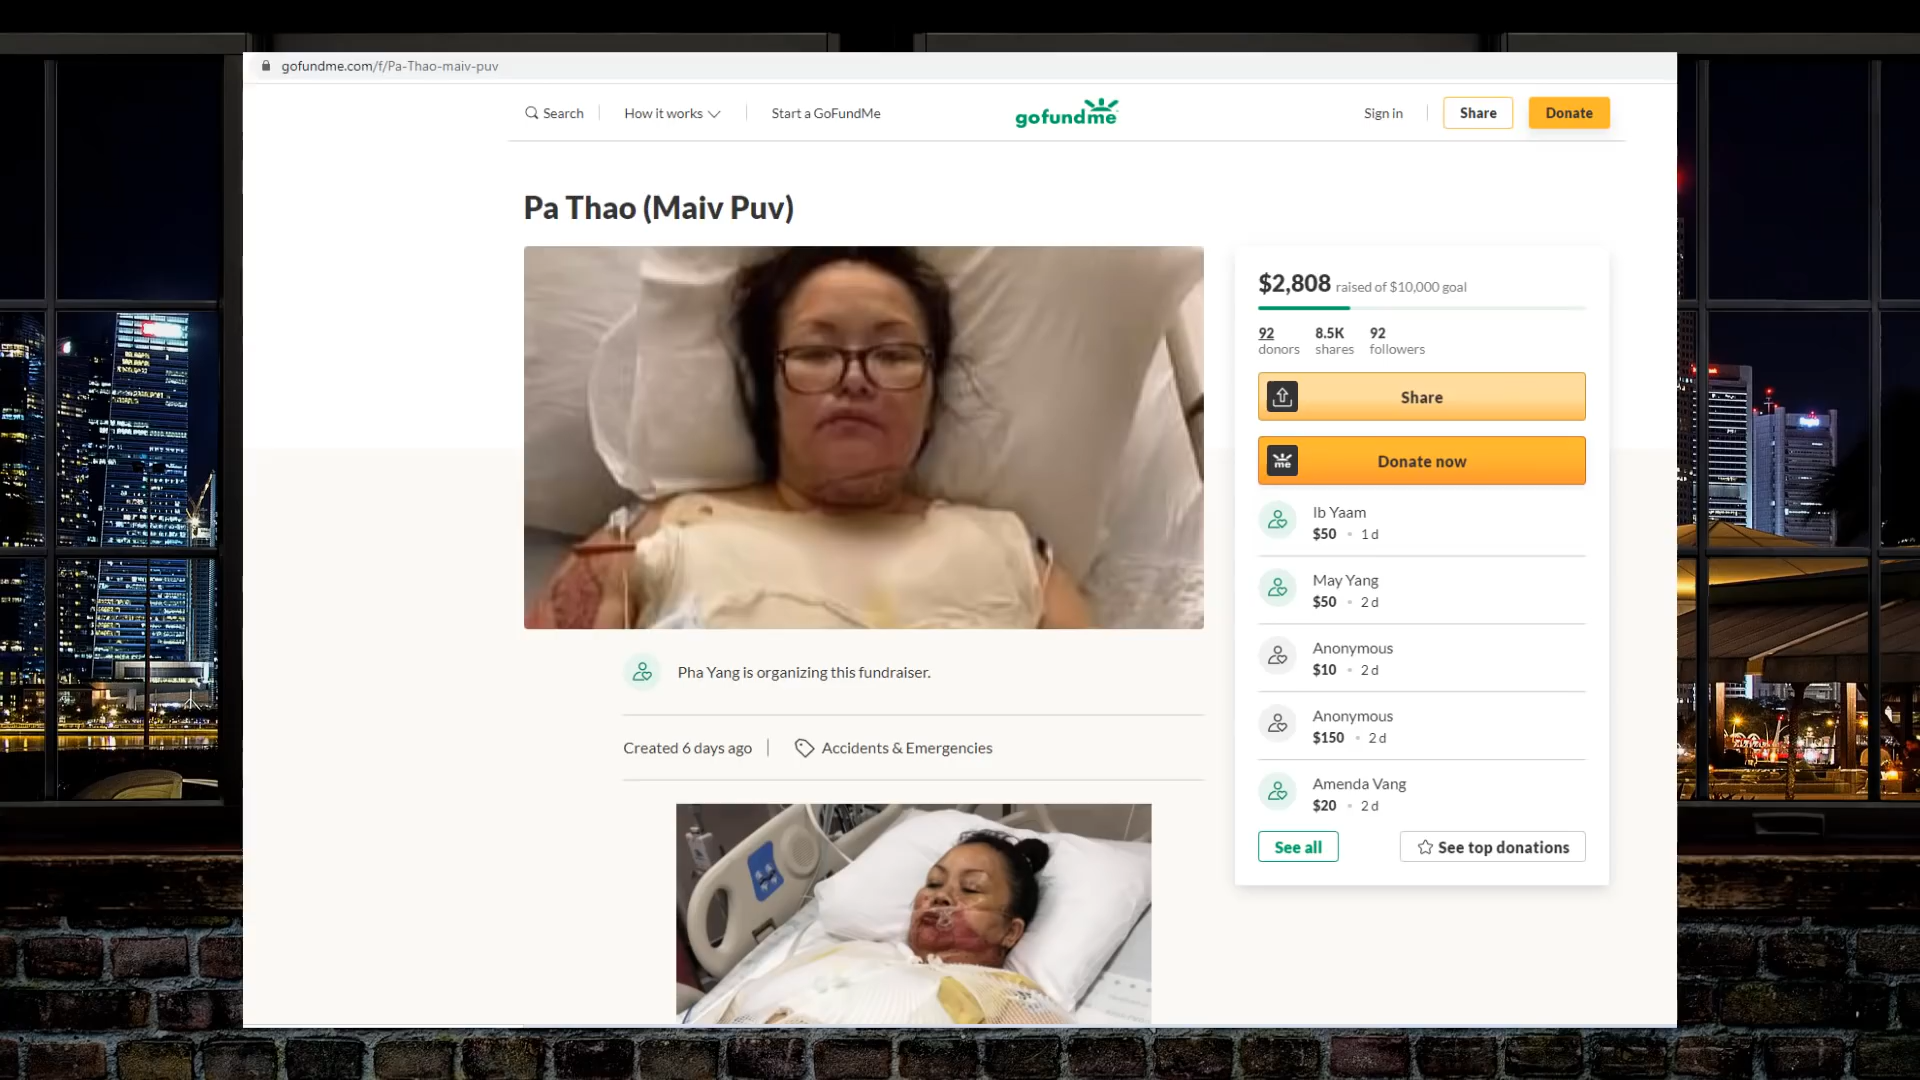 gofundme.com/f/Pa-Thao-maiv-puv
Search
How it works
Start a GoFundMe
gofundme
Sign in
Share
Donate
Pa Thao (Maiv Puv)
$2,808 raised of $10,000 goal
92 donors
8.5K shares
92 followers
Share
me
Donate now
Ib Yaam
$50 • 1 d
May Yang
$50 • 2 d
Anonymous
$10 • 2 d
Anonymous
$150 • 2 d
Amenda Vang
$20 • 2 d
See all
See top donations
Pha Yang is organizing this fundraiser.
Created 6 days ago
Accidents & Emergencies